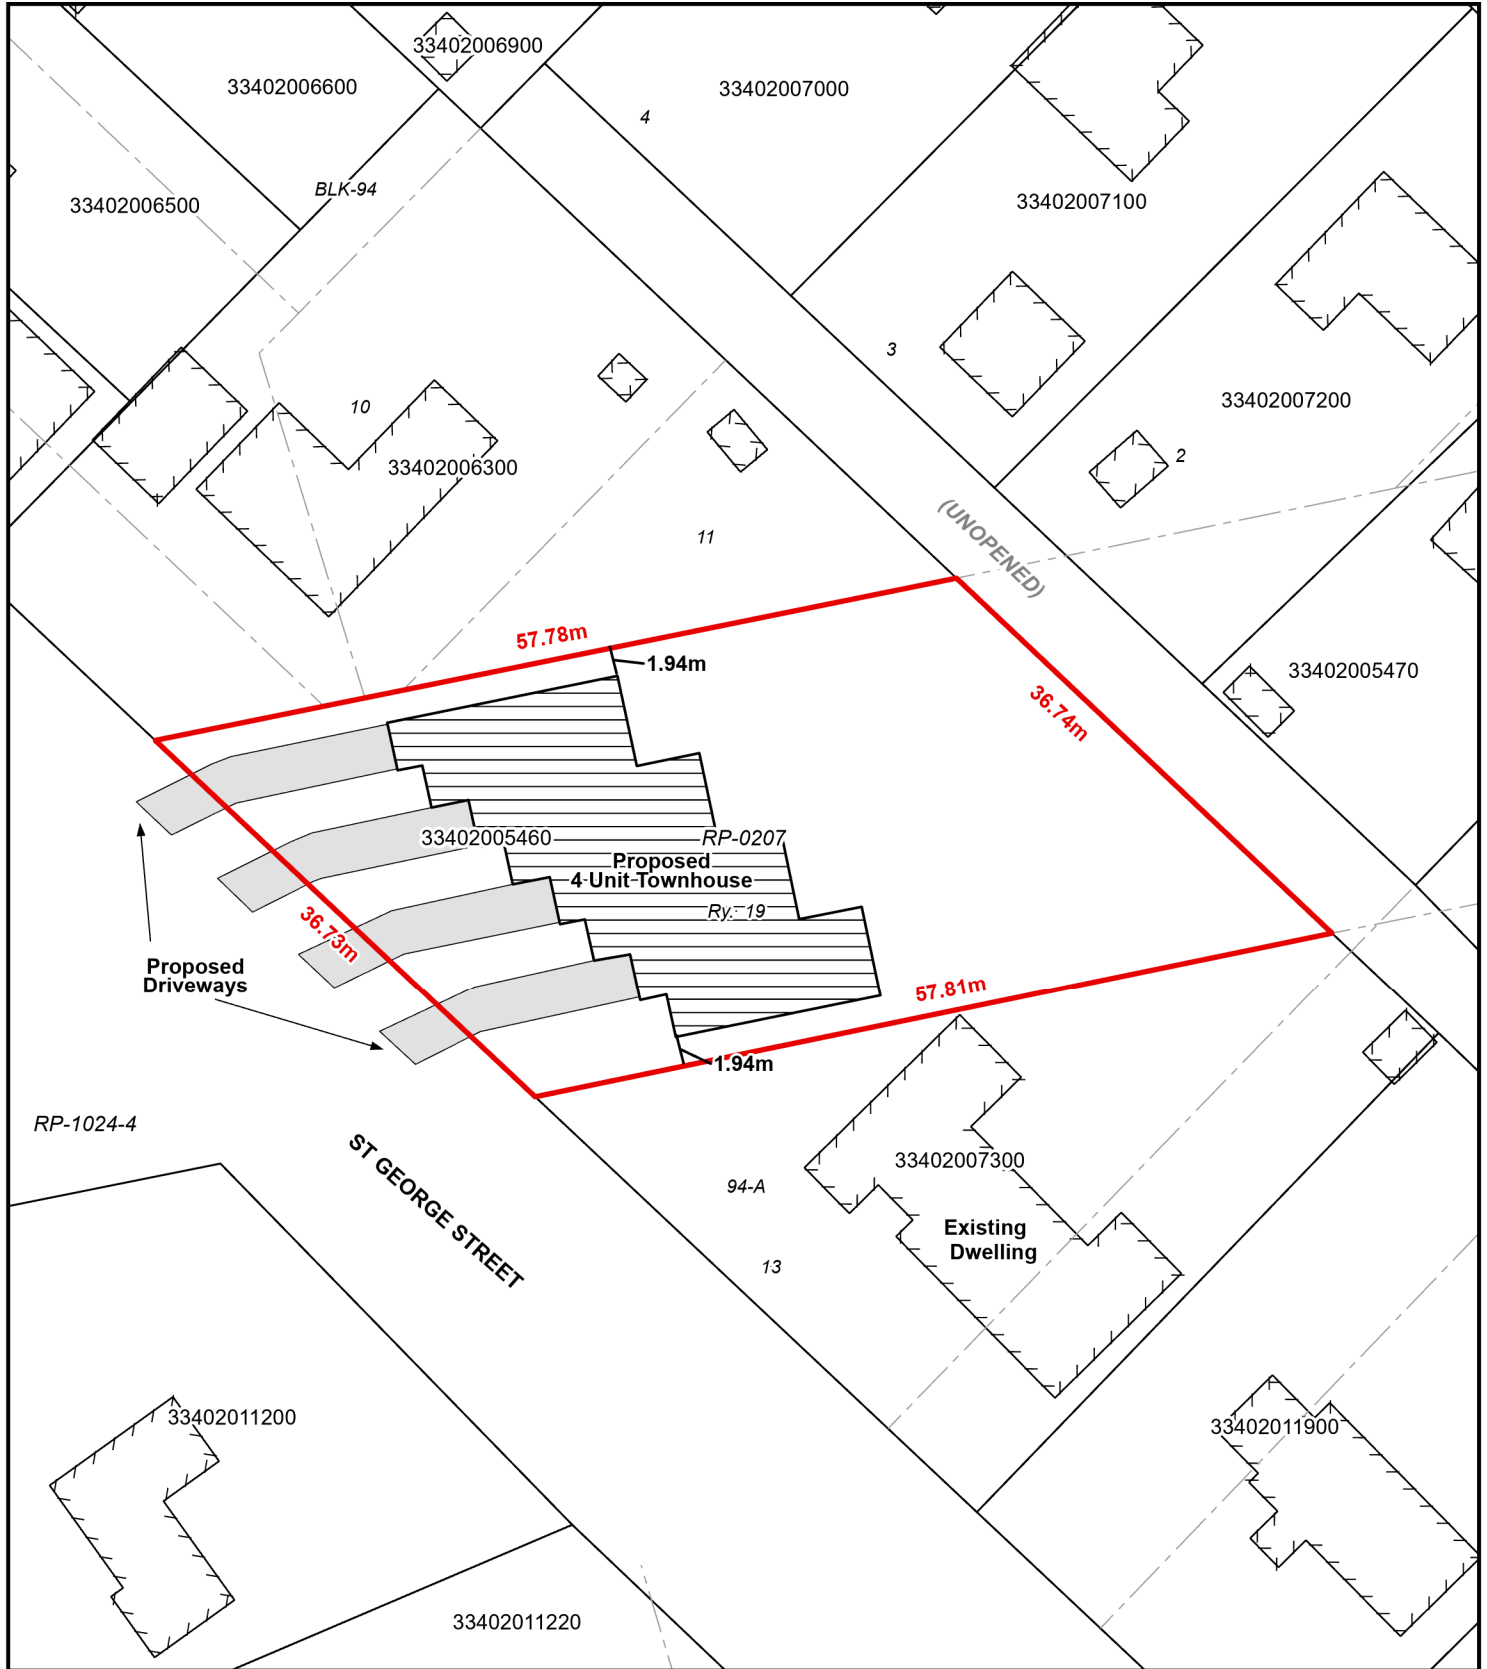 33402006900
33402006600
33402007000
4
BLK-94
33402006500
33402007100
3
33402007200
10
2
33402006300
(UNOPENED)
11
57.78m
1.94m
33402005470
36.74m
33402005460
RP-0207
Proposed
4 Unit Townhouse
Ry. 19
36.73m
Proposed
Driveways
57.81m
1.94m
RP-1024-4
ST GEORGE STREET
33402007300
94-A
Existing
Dwelling
13
33402011200
33402011900
33402011220